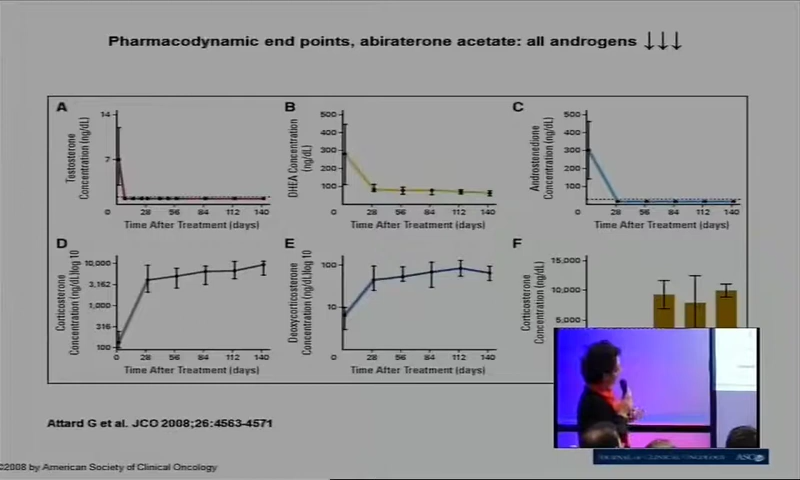 Pharmacodynamic end points, abiraterone acetate: all androgens ↓↓↓
A
Testosterone
Concentration (ng/dL)
14
7
0 28 56 84 112 140
Time After Treatment (days)
B
DHEA Concentration
(ng/dL)
500
400
300
200
100
0 28 56 84 112 140
Time After Treatment (days)
C
Androstenedione
Concentration (ng/dL)
500
400
300
200
100
0 28 56 84 112 140
Time After Treatment (days)
D
Corticosterone
Concentration (ng/dL)log 10
10,000
3,162
1,000
316
100
0 28 56 84 112 140
Time After Treatment (days)
E
Deoxycorticosterone
Concentration (ng/dL)log 10
100
10
0 28 56 84 112 140
Time After Treatment (days)
F
Corticosterone
Concentration (ng/dL)
15,000
10,000
5,000
Attard G et al. JCO 2008;26:4563-4571
©2008 by American Society of Clinical Oncology
JOURNAL OF CLINICAL ONCOLOGY ASCO